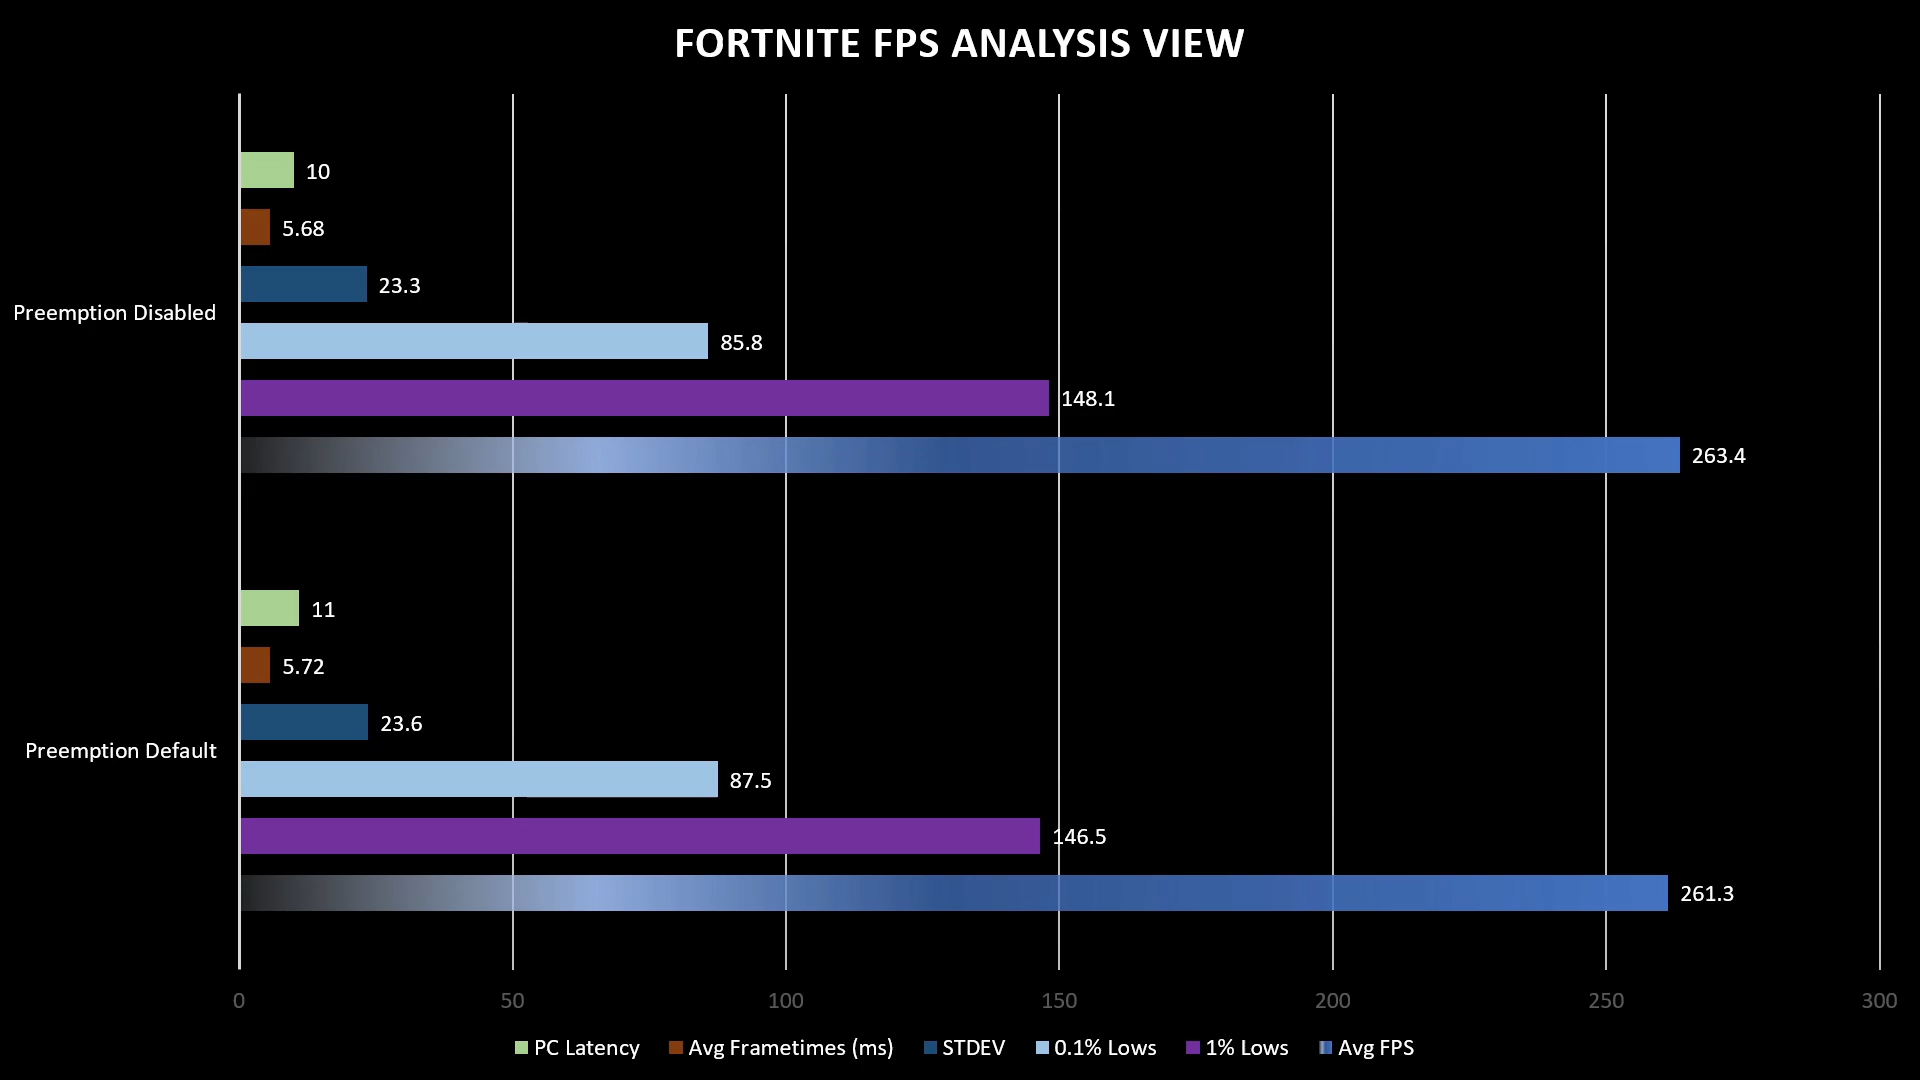 FORTNITE FPS ANALYSIS VIEW
10
5.68
23.3
Preemption Disabled
85.8
148.1
263.4
11
5.72
23.6
Preemption Default
87.5
146.5
261.3
0 50 100 150 200 250 300
PC Latency Avg Frametimes (ms) STDEV 0.1% Lows 1% Lows Avg FPS